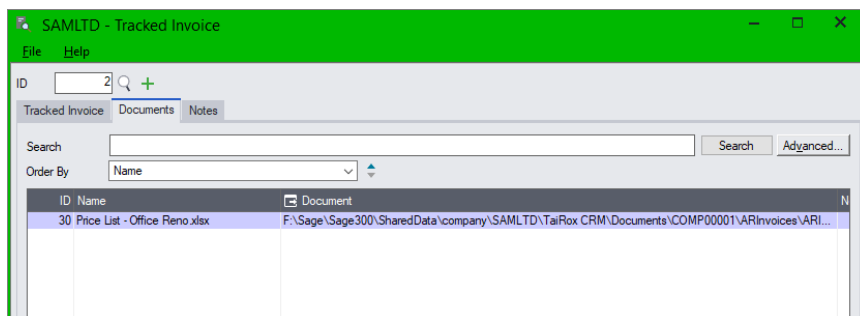 SAMLTD - Tracked Invoice
File Help
ID 2
Tracked Invoice Documents Notes
Search Search Advanced...
Order By Name
ID Name Document N
30 Price List - Office Reno.xlsx F:\Sage\Sage300\SharedData\company\SAMLTD\TaiRox CRM\Documents\COMP00001\ARInvoices\ARI...